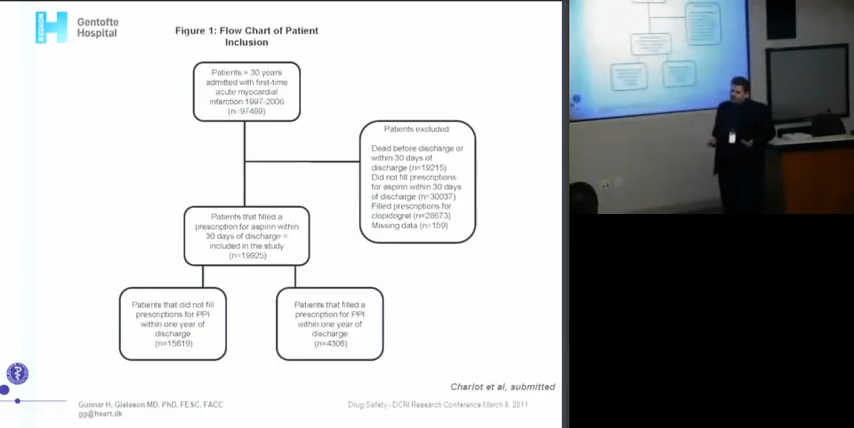 REGION
Gentofte
Hospital
Figure 1: Flow Chart of Patient
Inclusion
Patients > 30 years
admitted with first-time
acute myocardial
infarction 1997-2006
(n=97499)
Patients excluded
Dead before discharge or
within 30 days of
discharge (n=19215)
Did not fill prescriptions
for aspirin within 30 days
of discharge (n=30037)
Filled prescriptions for
clopidogrel (n=28673)
Missing data (n=159)
Patients that filled a
prescription for aspirin within
30 days of discharge =
included in the study
(n=19925)
Patients that did not fill
prescriptions for PPI
within one year of
discharge
(n=15619)
Patients that filled a
prescription for PPI
within one year of
discharge
(n=4306)
Charlot et al, submitted
Gunnar H. Gislason MD, PhD, FESC, FACC
gg@heart.dk
Drug Safety - DCRI Research Conference March 8, 2011